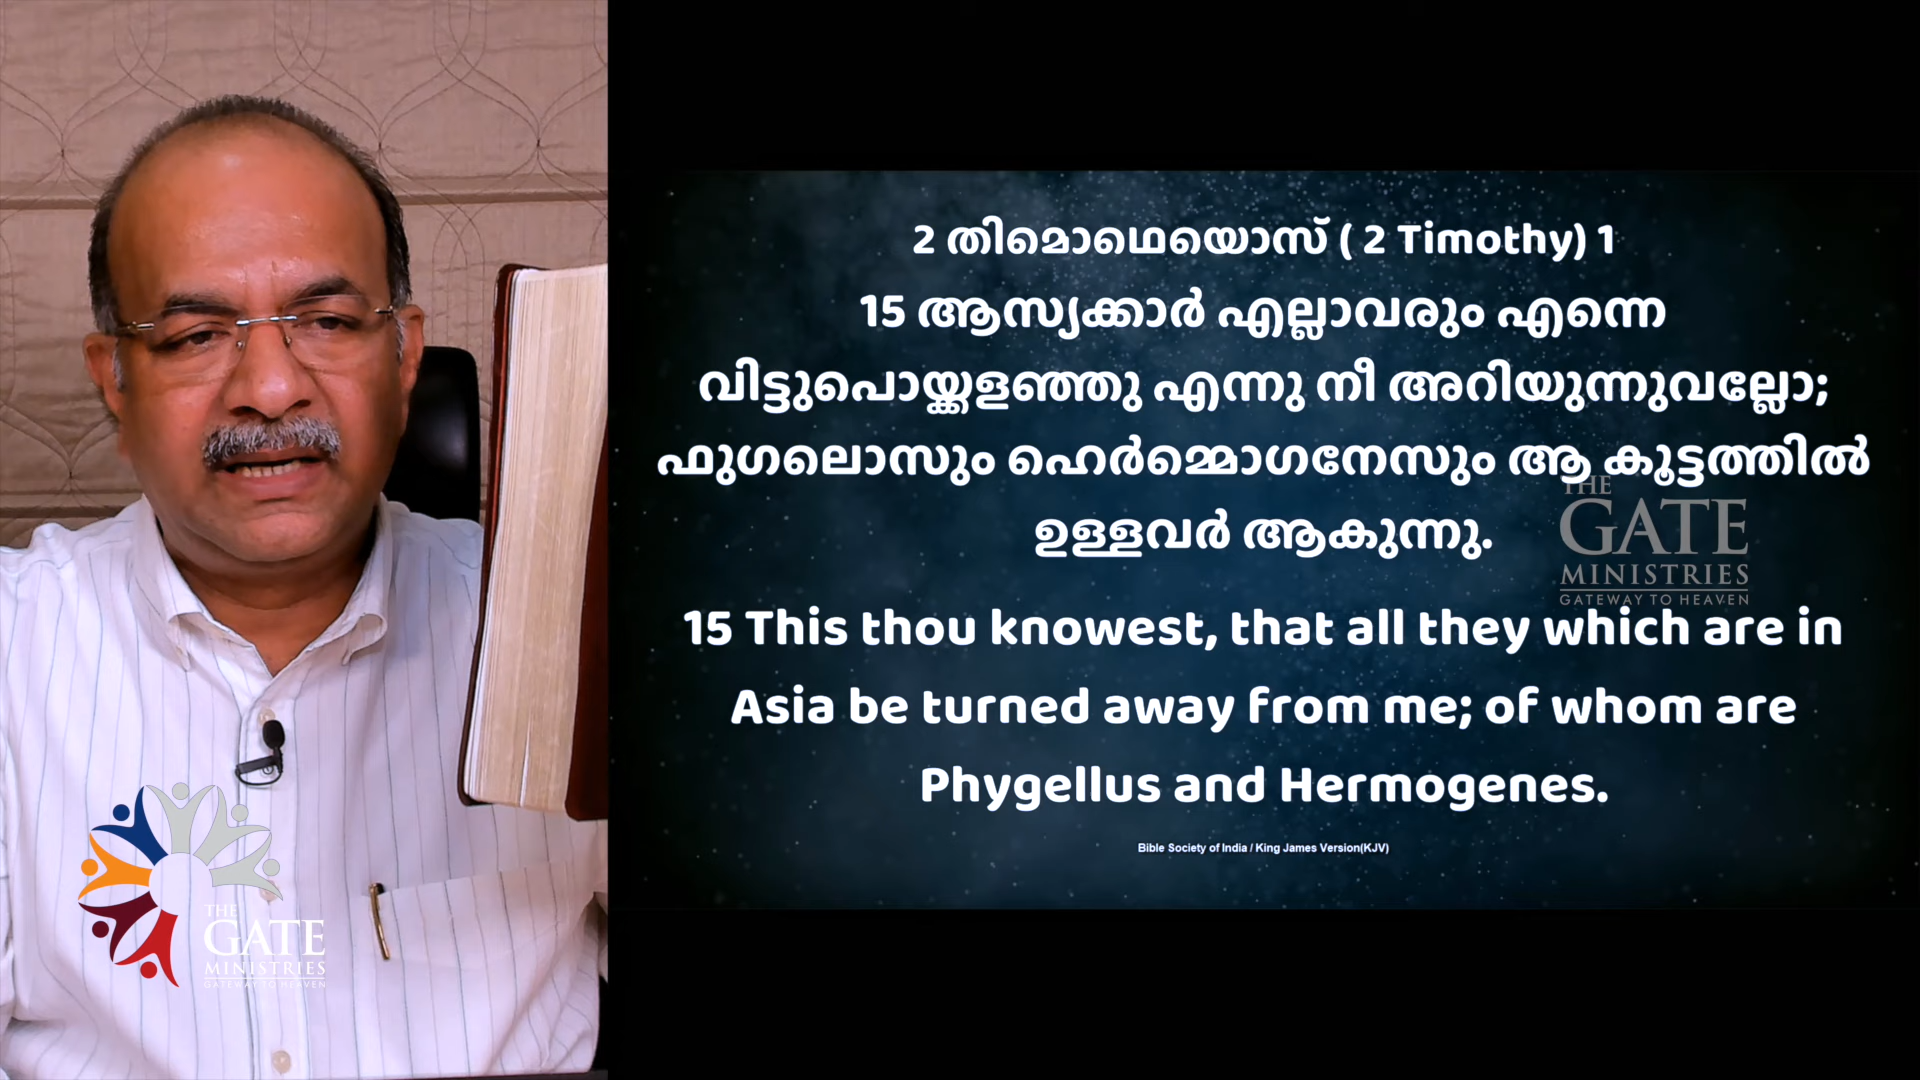 2 തിമൊഥെയൊസ് ( 2 Timothy) 1
15 ആസ്യക്കാർ എല്ലാവരും എന്നെ
വിട്ടുപൊയ്ക്കളഞ്ഞു എന്നു നീ അറിയുന്നുവല്ലോ;
ഫുഗലൊസും ഹെർമ്മൊഗനേസും ആ കൂട്ടത്തിൽ
ഉള്ളവർ ആകുന്നു.
THE
GATE
MINISTRIES
GATEWAY TO HEAVEN
15 This thou knowest, that all they which are in
Asia be turned away from me; of whom are
Phygellus and Hermogenes.
Bible Society of India / King James Version(KJV)
THE
GATE
MINISTRIES
GATEWAY TO HEAVEN